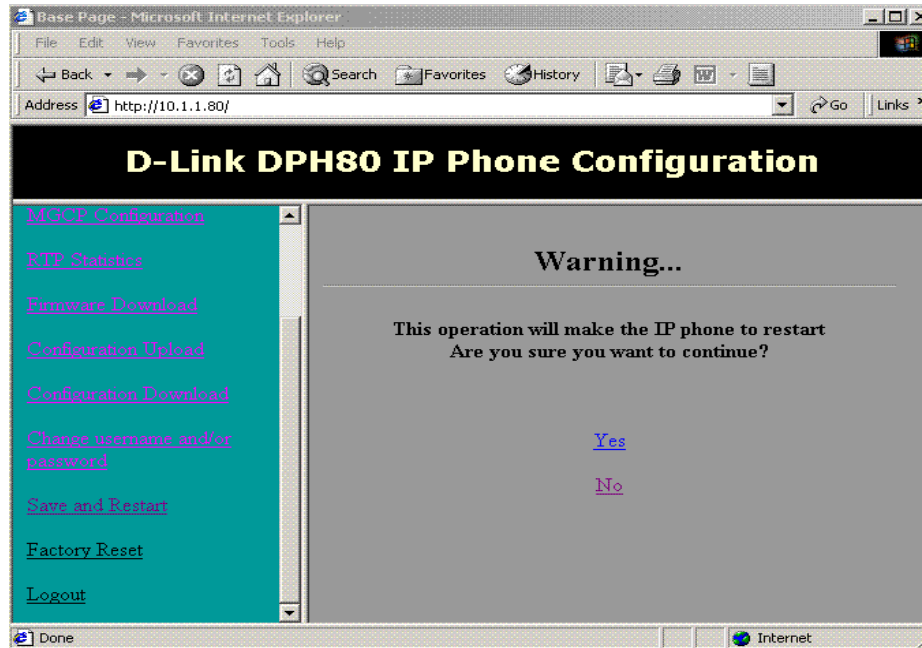 Base Page - Microsoft Internet Explorer
File Edit View Favorites Tools Help
Back Search Favorites History
Address http://10.1.1.80/ Go Links
D-Link DPH80 IP Phone Configuration
MGCP Configuration
RTP Statistics
Firmware Download
Configuration Upload
Configuration Download
Change username and/or
password
Save and Restart
Factory Reset
Logout
Warning...
This operation will make the IP phone to restart
Are you sure you want to continue?
Yes
No
Done Internet